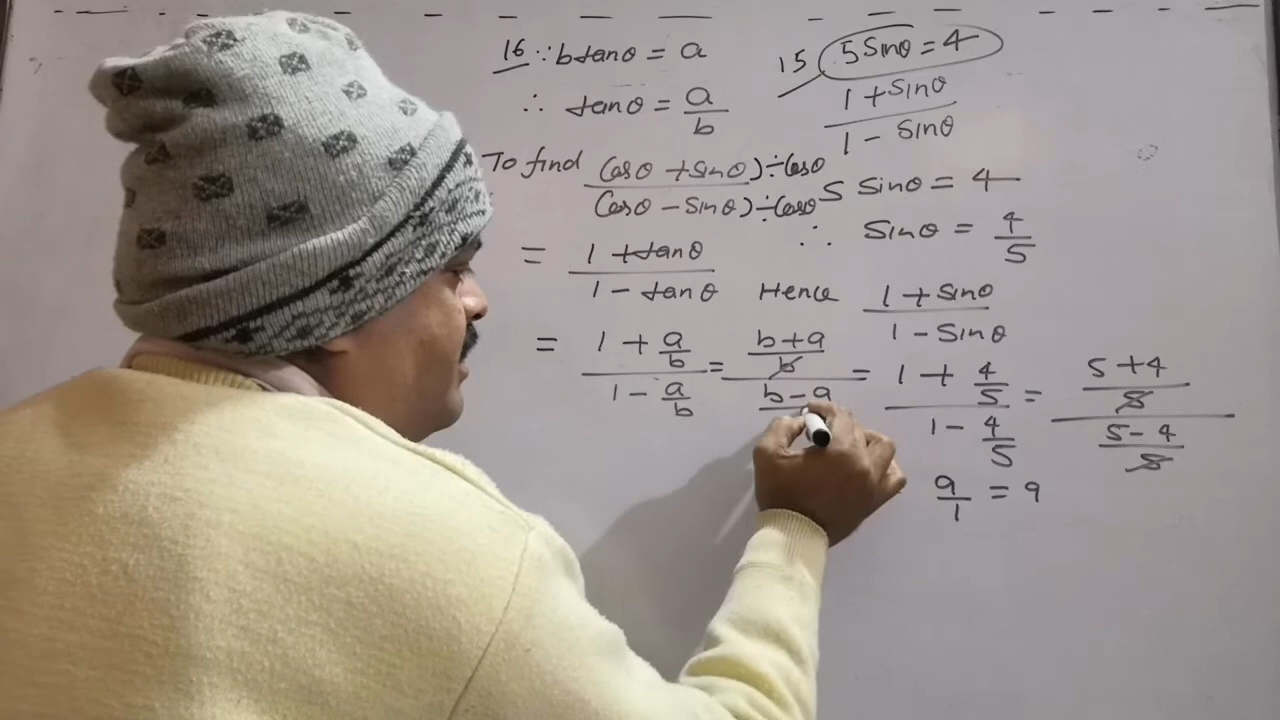 16 ∵ b tanθ = a
∴ tanθ = a/b
To find (Cosθ + sinθ) ÷ Cosθ
(Cosθ - Sinθ) ÷ Cosθ
= 1 + tanθ
1 - tanθ
= 1 + a/b = b+a/b =
1 - a/b b-a
15 5 Sinθ = 4
1 + Sinθ
1 - Sinθ
5 Sinθ = 4
∴ Sinθ = 4/5
Hence 1 + Sinθ
1 - Sinθ
1 + 4/5 = 5+4/5
1 - 4/5 5-4/5
9/1 = 9